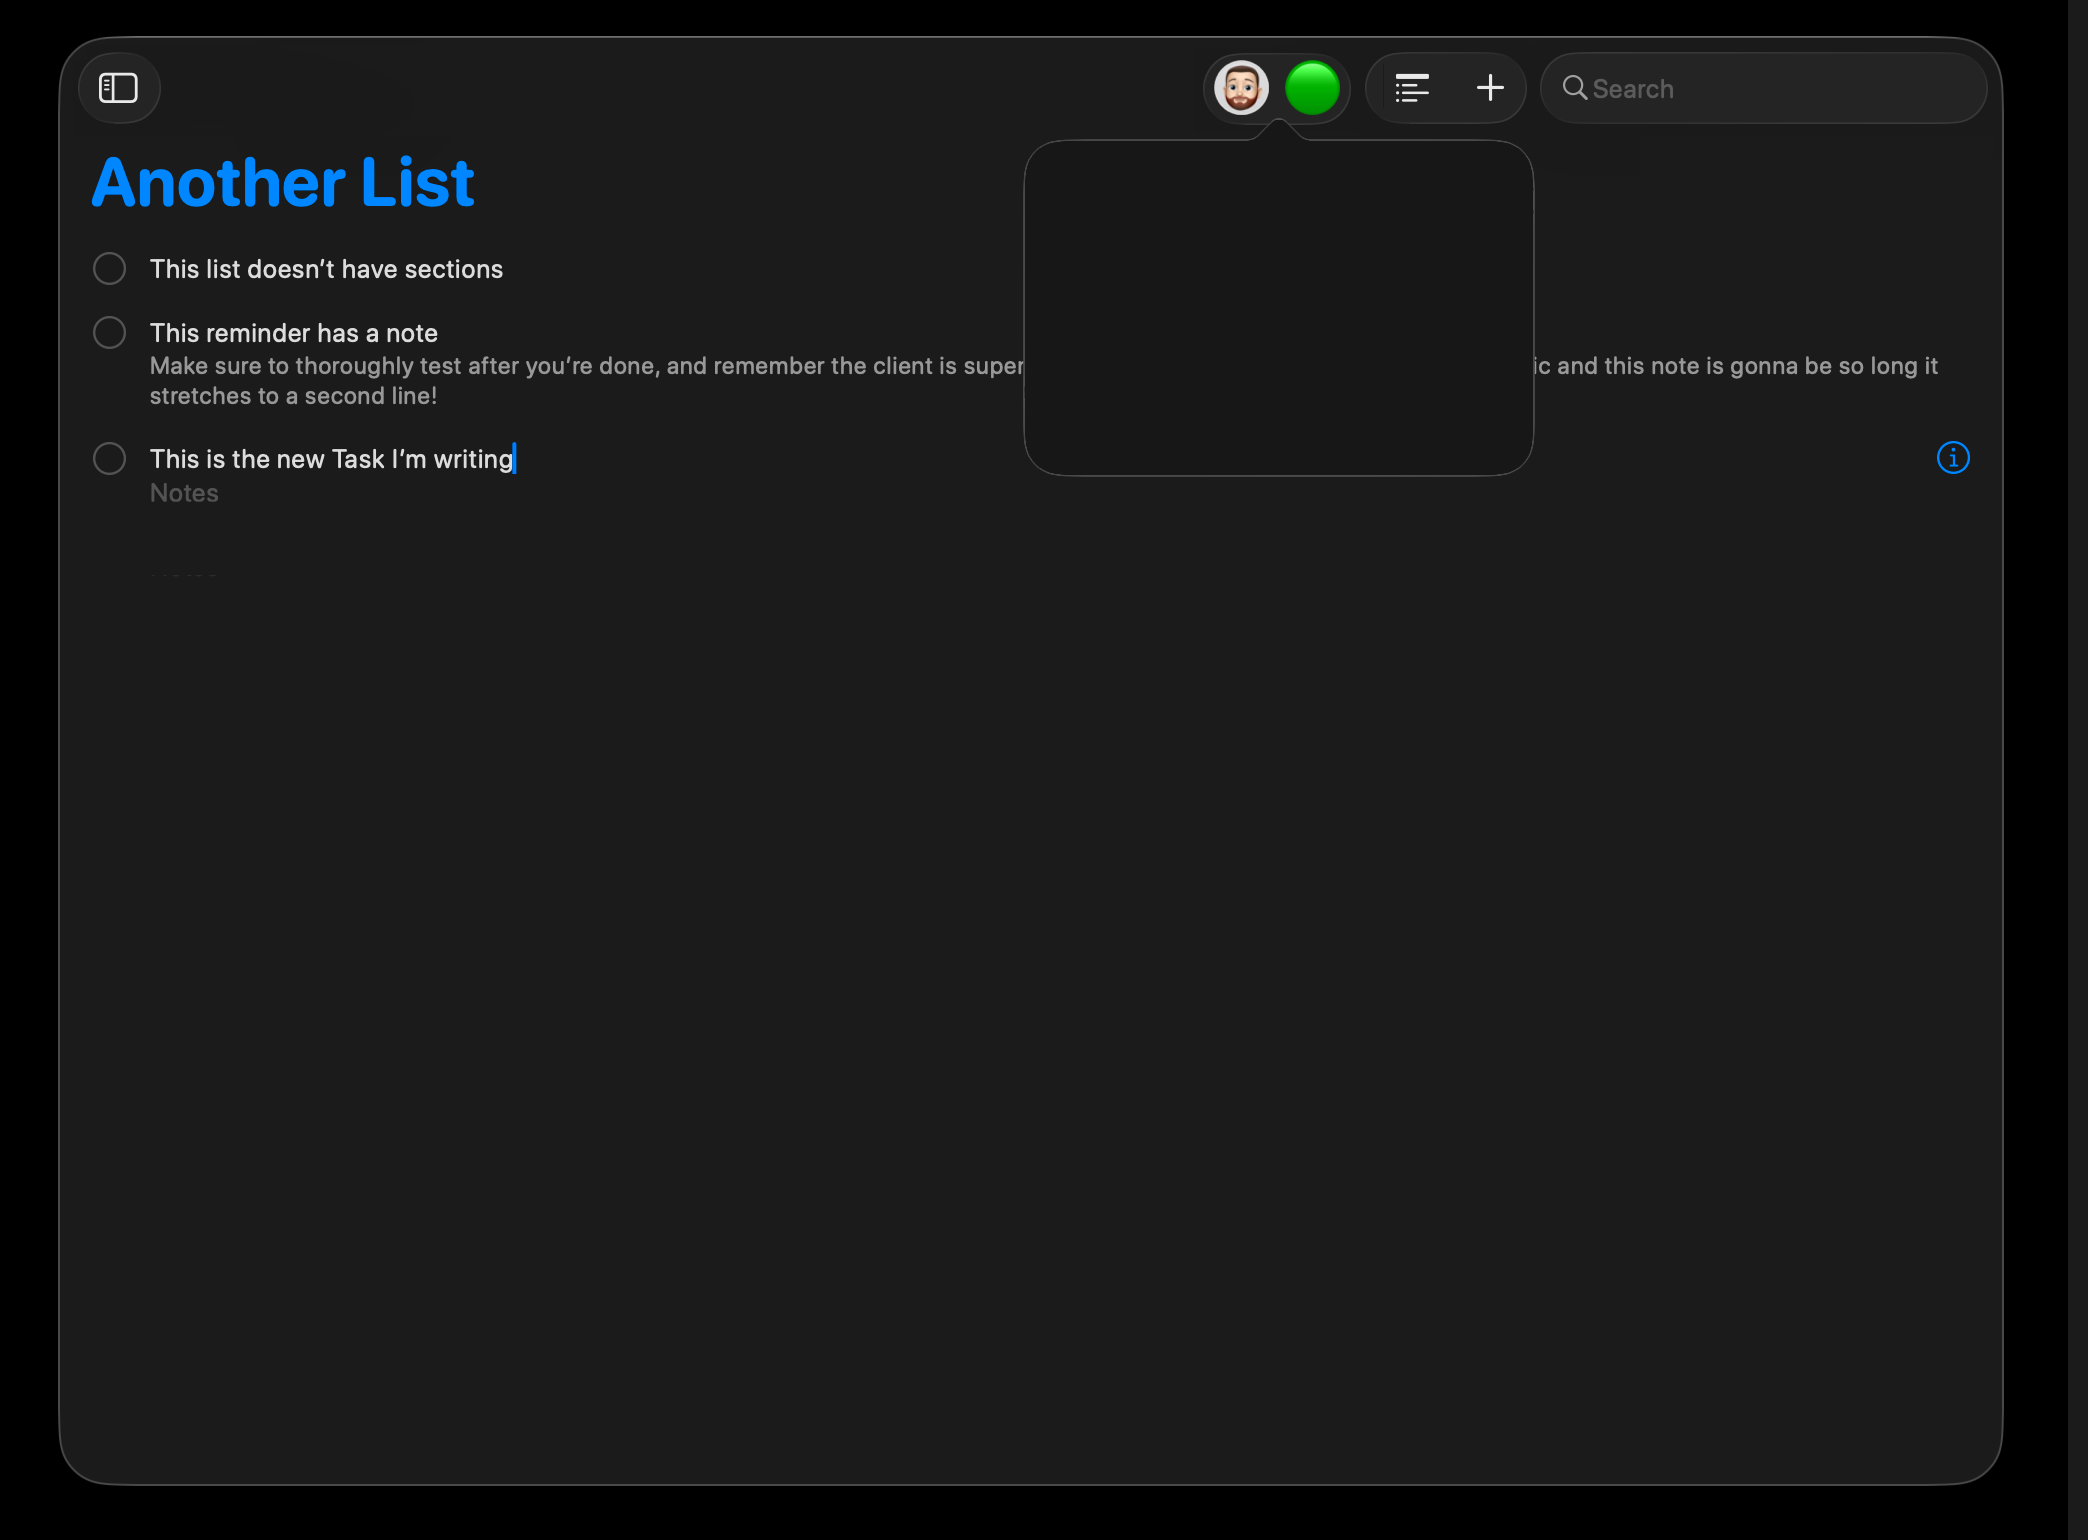 Search
Another List
This list doesn’t have sections
This reminder has a note
Make sure to thoroughly test after you’re done, and remember the client is super ic and this note is gonna be so long it
stretches to a second line!
This is the new Task I’m writing
Notes